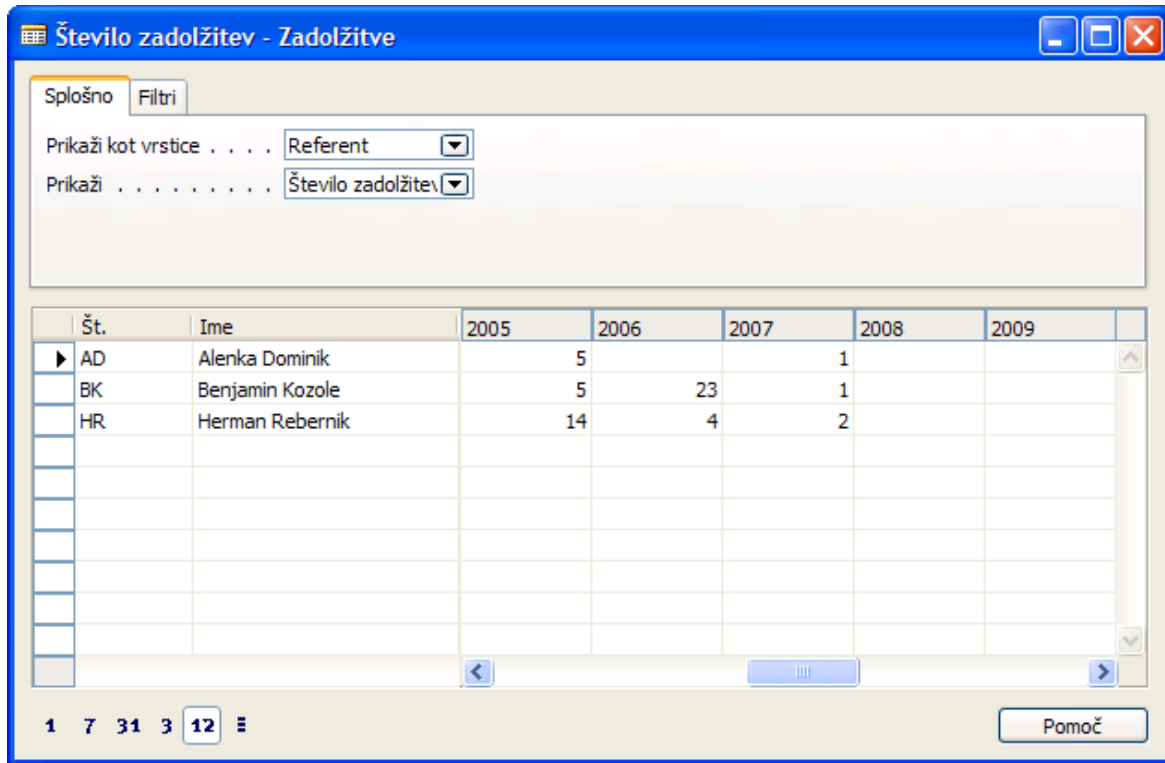 Število zadolžitev - Zadolžitve
Splošno Filtri
Prikaži kot vrstice . . . . Referent
Prikaži . . . . . . . . . Število zadolžitev
Št. Ime 2005 2006 2007 2008 2009
AD Alenka Dominik 5 1
BK Benjamin Kozole 5 23 1
HR Herman Rebernik 14 4 2
1 7 31 3 12 Pomoč